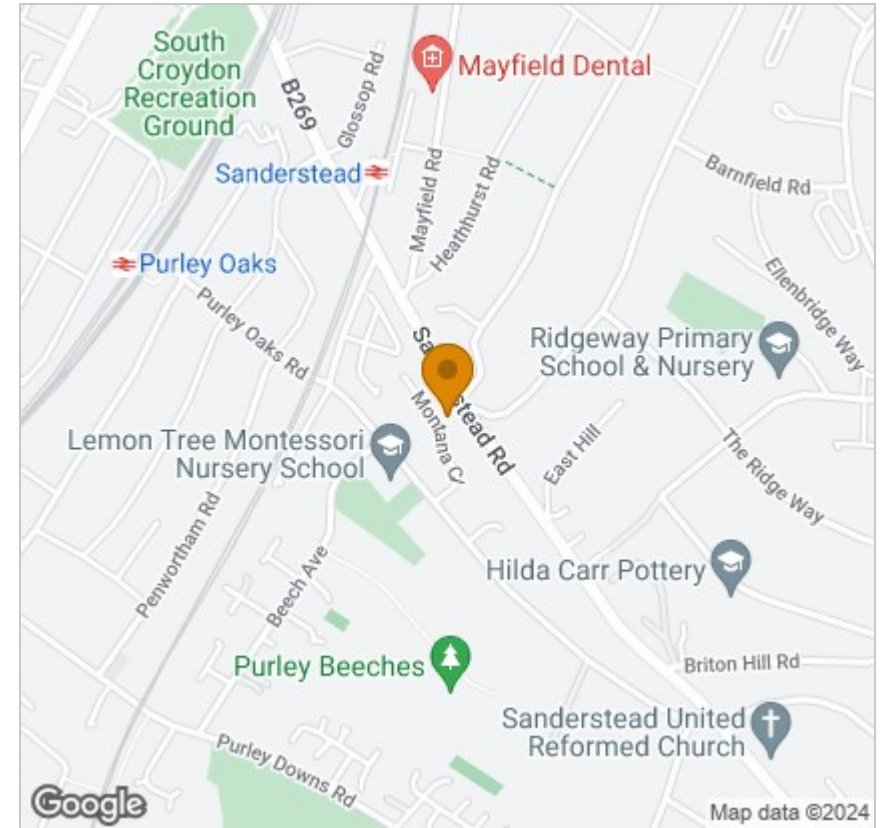 South
Croydon
Recreation
Ground
B269
Glossop Rd
Mayfield Dental
Sanderstead
Mayfield Rd
Heathhurst Rd
Barnfield Rd
Purley Oaks
Ellenbridge Way
Purley Oaks Rd
Ridgeway Primary
School & Nursery
Montana C
stead Rd
Lemon Tree Montessori
Nursery School
East Hill
The Ridge Way
Penwortham Rd
Beech Ave
Hilda Carr Pottery
Purley Beeches
Briton Hill Rd
Sanderstead United
Reformed Church
Purley Downs Rd
Google
Map data ©2024